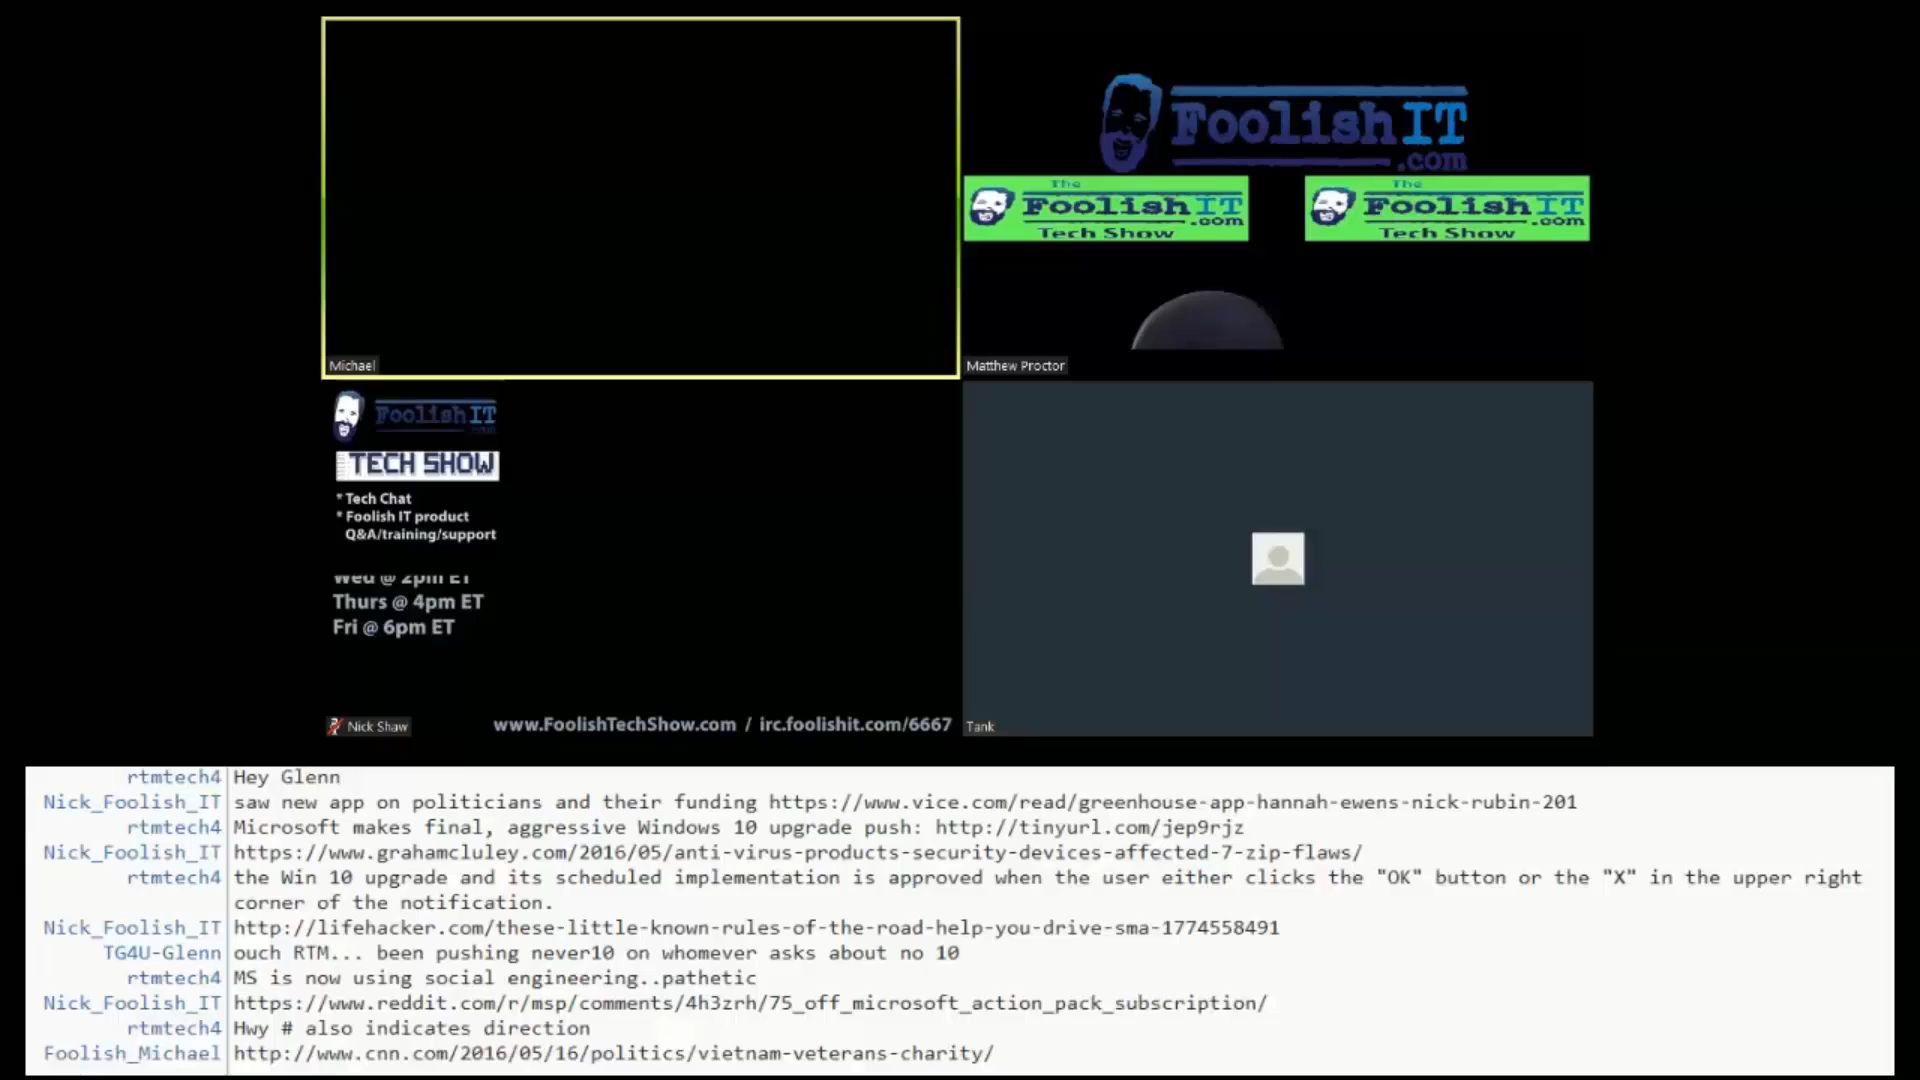 FoolishIT
.com
The
FoolishIT
.com
Tech Show
The
FoolishIT
.com
Tech Show
Michael
Matthew Proctor
FoolishIT
.com
TECH SHOW
* Tech Chat
* Foolish IT product
Q&A/training/support
Wed @ 2pm ET
Thurs @ 4pm ET
Fri @ 6pm ET
Nick Shaw
www.FoolishTechShow.com / irc.foolishit.com/6667
Tank
rtmtech4 Hey Glenn
Nick_Foolish_IT saw new app on politicians and their funding https://www.vice.com/read/greenhouse-app-hannah-ewens-nick-rubin-201
rtmtech4 Microsoft makes final, aggressive Windows 10 upgrade push: http://tinyurl.com/jep9rjz
Nick_Foolish_IT https://www.grahamcluley.com/2016/05/anti-virus-products-security-devices-affected-7-zip-flaws/
rtmtech4 the Win 10 upgrade and its scheduled implementation is approved when the user either clicks the "OK" button or the "X" in the upper right
corner of the notification.
Nick_Foolish_IT http://lifehacker.com/these-little-known-rules-of-the-road-help-you-drive-sma-1774558491
TG4U-Glenn ouch RTM... been pushing never10 on whomever asks about no 10
rtmtech4 MS is now using social engineering..pathetic
Nick_Foolish_IT https://www.reddit.com/r/msp/comments/4h3zrh/75_off_microsoft_action_pack_subscription/
rtmtech4 Hwy # also indicates direction
Foolish_Michael http://www.cnn.com/2016/05/16/politics/vietnam-veterans-charity/